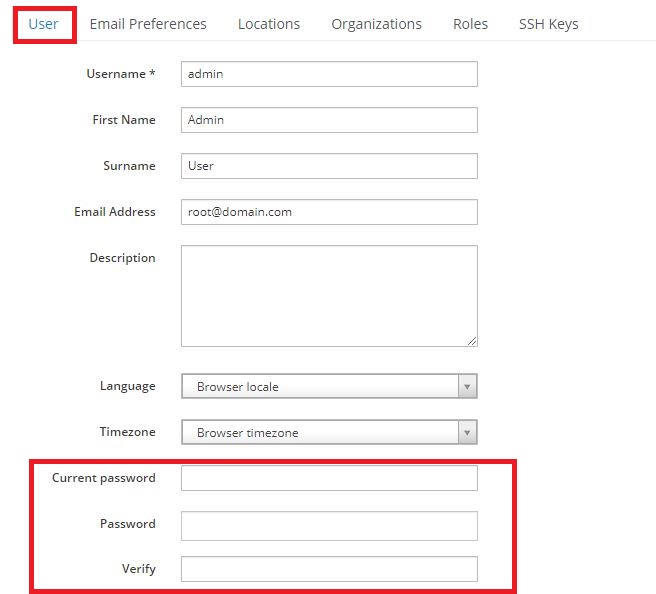 User Email Preferences Locations Organizations Roles SSH Keys
Username * admin
First Name Admin
Surname User
Email Address root@domain.com
Description
Language Browser locale
Timezone Browser timezone
Current password
Password
Verify